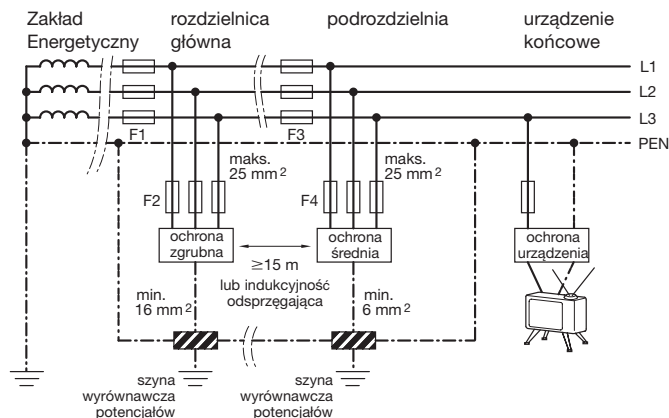 Zakład
Energetyczny
rozdzielnica
główna
podrozdzielnia
urządzenie
końcowe
L1
L2
L3
PEN
F1
F3
maks.
25 mm²
maks.
25 mm²
F2
F4
ochrona
zgrubna
ochrona
średnia
ochrona
urządzenia
≥15 m
lub indukcyjność
odsprzęgająca
min.
16 mm²
min.
6 mm²
szyna
wyrównawcza
potencjałów
szyna
wyrównawcza
potencjałów